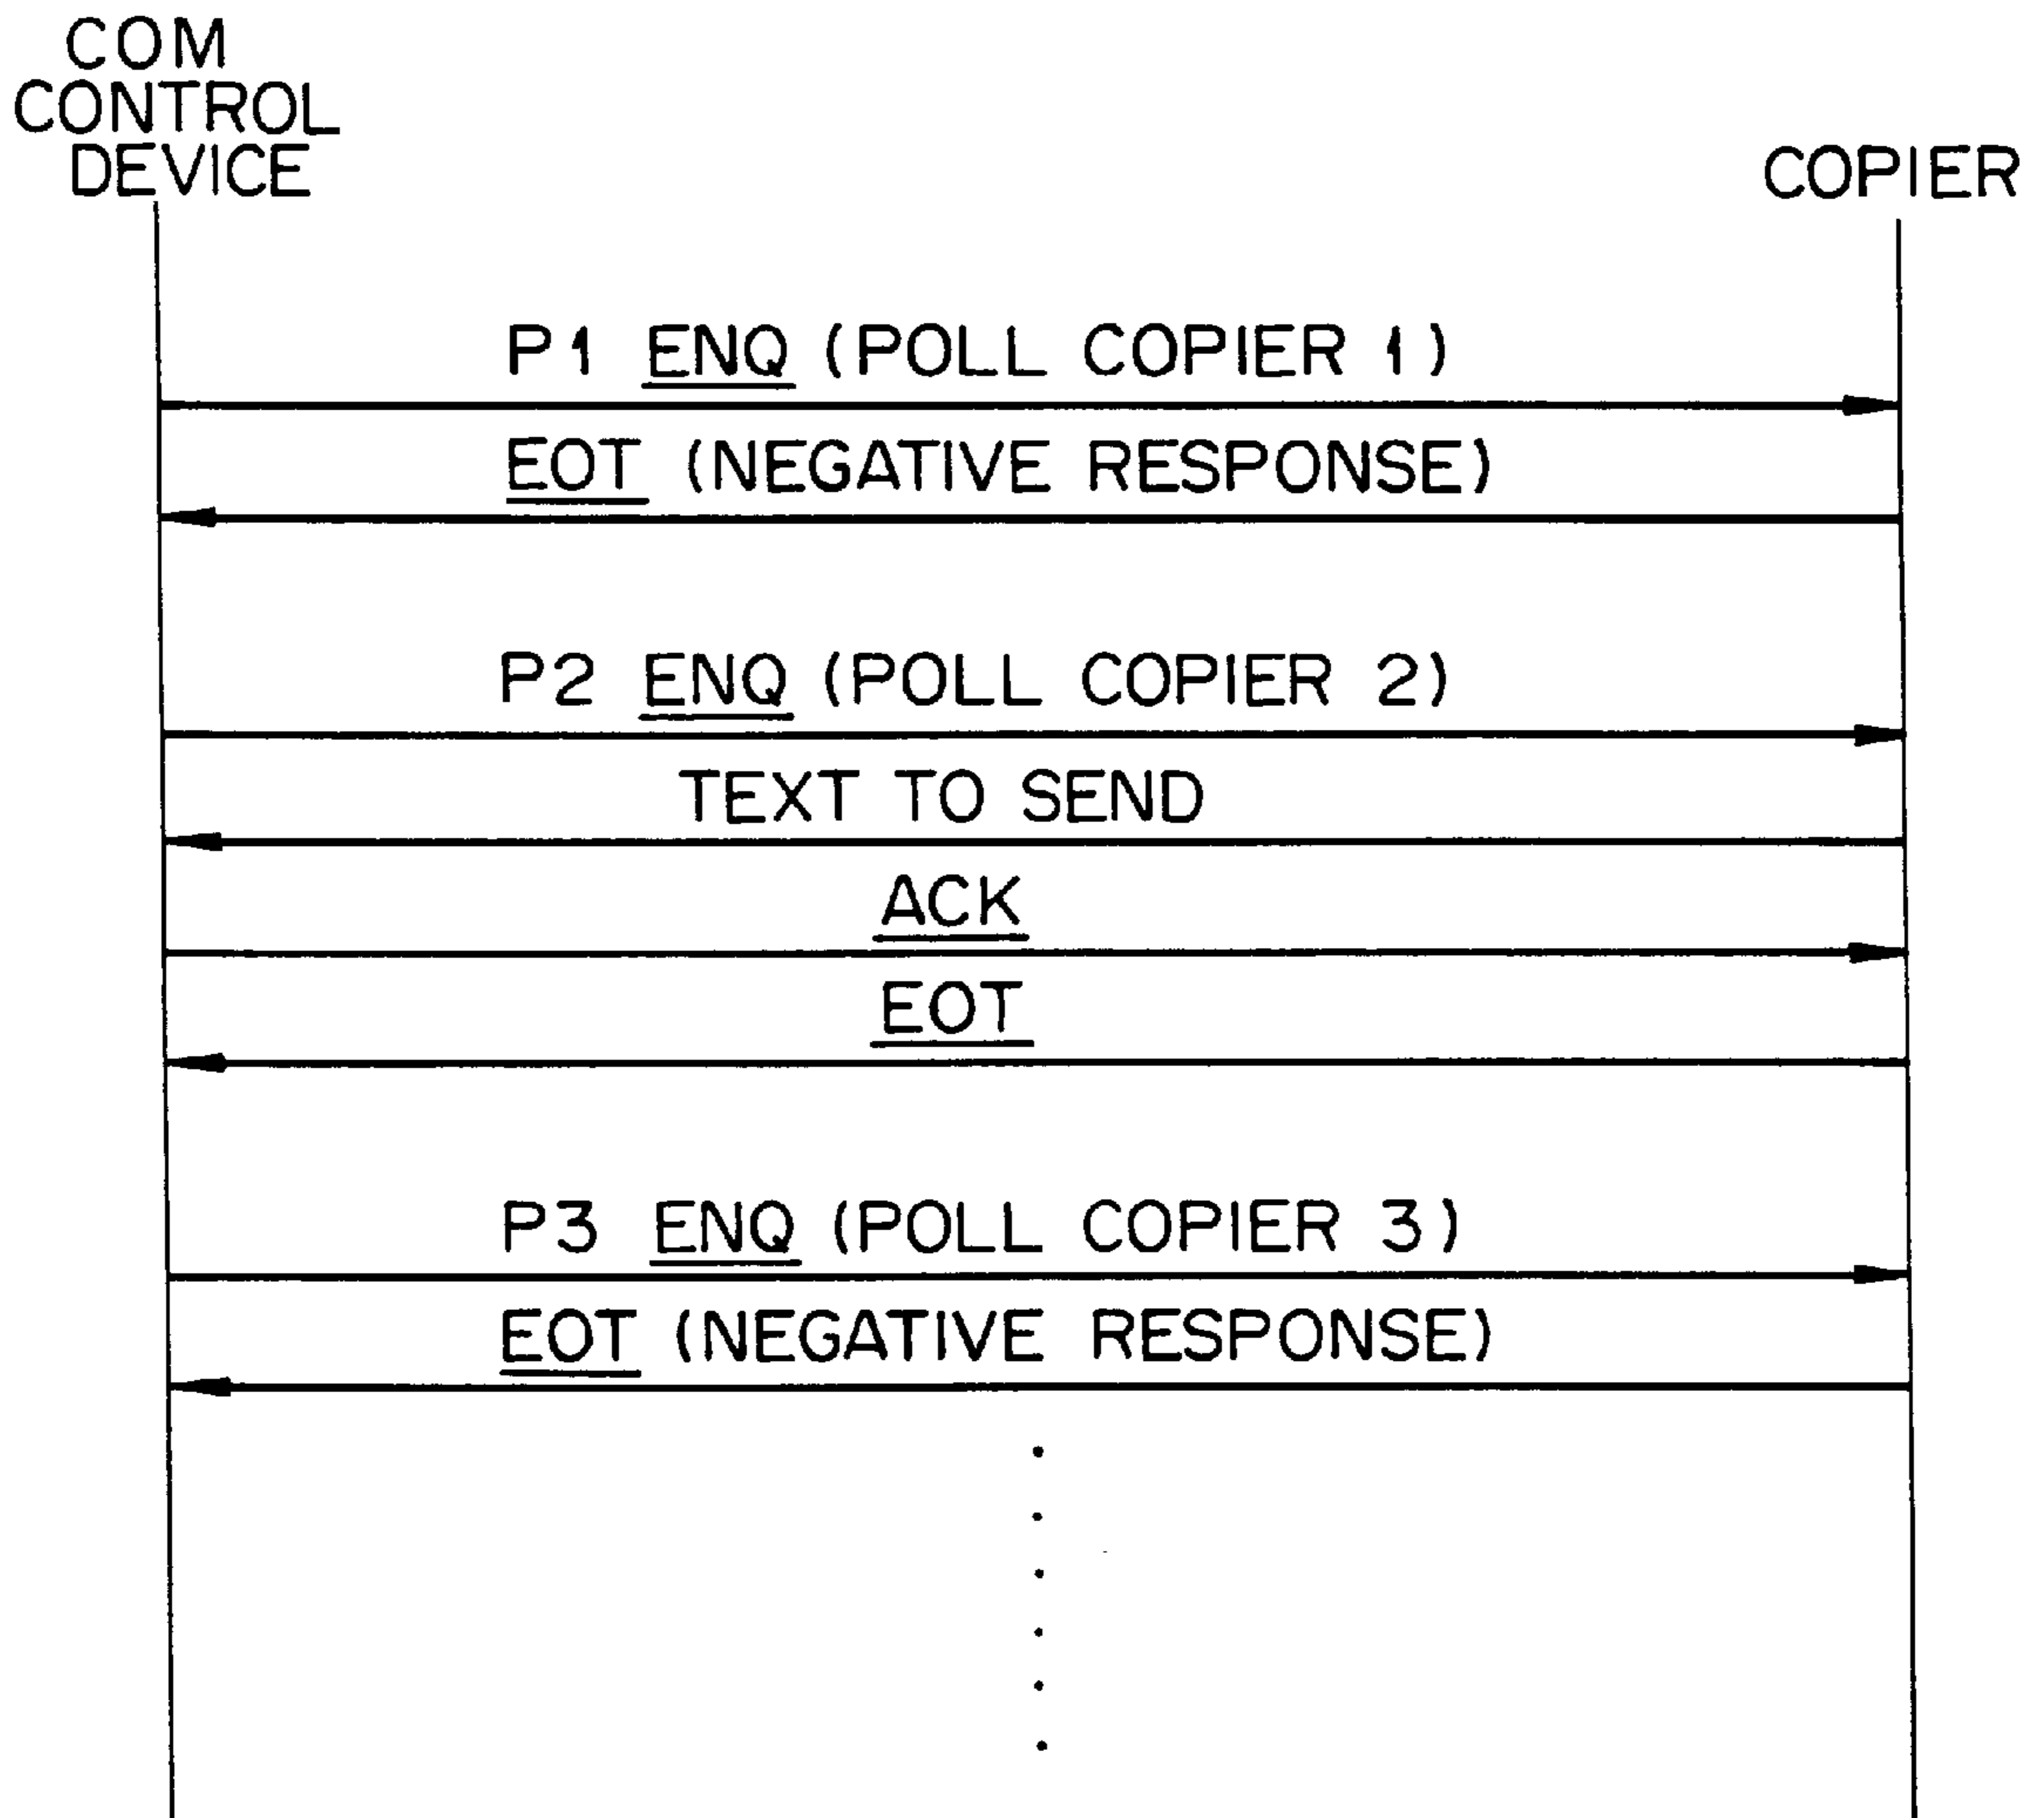 COM
CONTROL
DEVICE
COPIER
P1 ENQ (POLL COPIER 1)
EOT (NEGATIVE RESPONSE)
P2 ENQ (POLL COPIER 2)
TEXT TO SEND
ACK
EOT
P3 ENQ (POLL COPIER 3)
EOT (NEGATIVE RESPONSE)